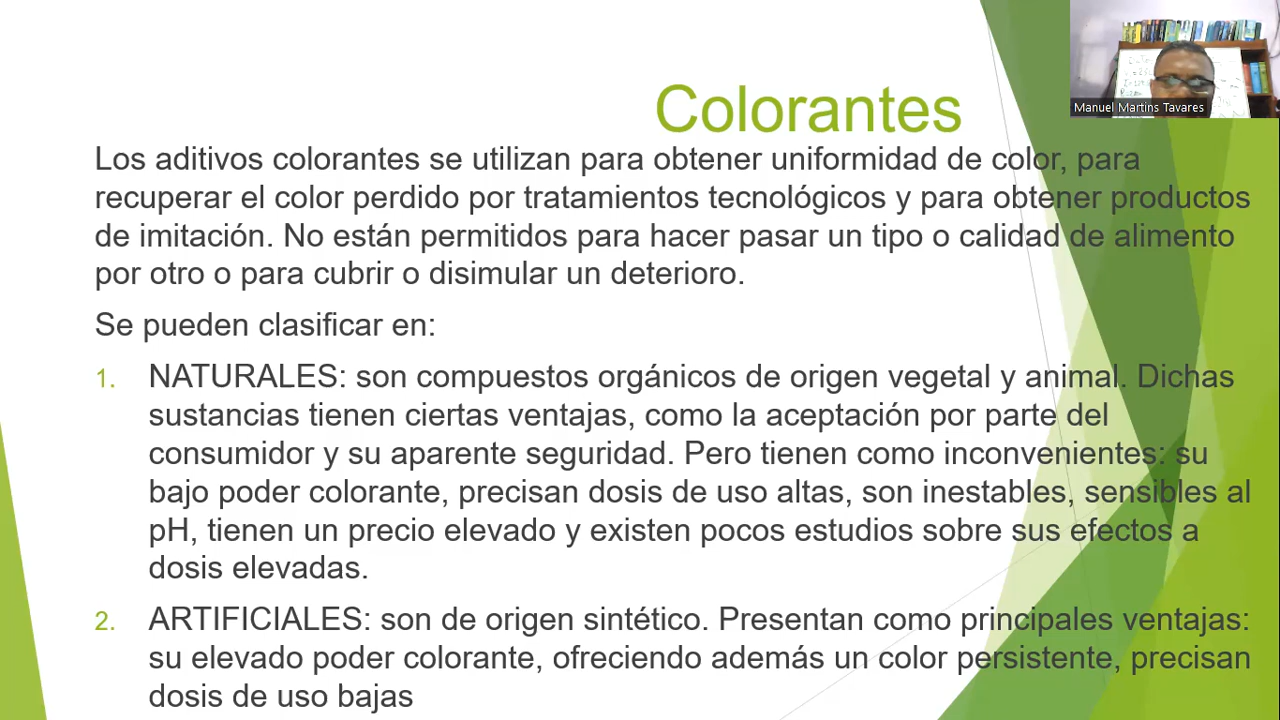 Colorantes
Manuel Martins Tavares
Los aditivos colorantes se utilizan para obtener uniformidad de color, para
recuperar el color perdido por tratamientos tecnológicos y para obtener productos
de imitación. No están permitidos para hacer pasar un tipo o calidad de alimento
por otro o para cubrir o disimular un deterioro.
Se pueden clasificar en:
1. NATURALES: son compuestos orgánicos de origen vegetal y animal. Dichas
sustancias tienen ciertas ventajas, como la aceptación por parte del
consumidor y su aparente seguridad. Pero tienen como inconvenientes: su
bajo poder colorante, precisan dosis de uso altas, son inestables, sensibles al
pH, tienen un precio elevado y existen pocos estudios sobre sus efectos a
dosis elevadas.
2. ARTIFICIALES: son de origen sintético. Presentan como principales ventajas:
su elevado poder colorante, ofreciendo además un color persistente, precisan
dosis de uso bajas